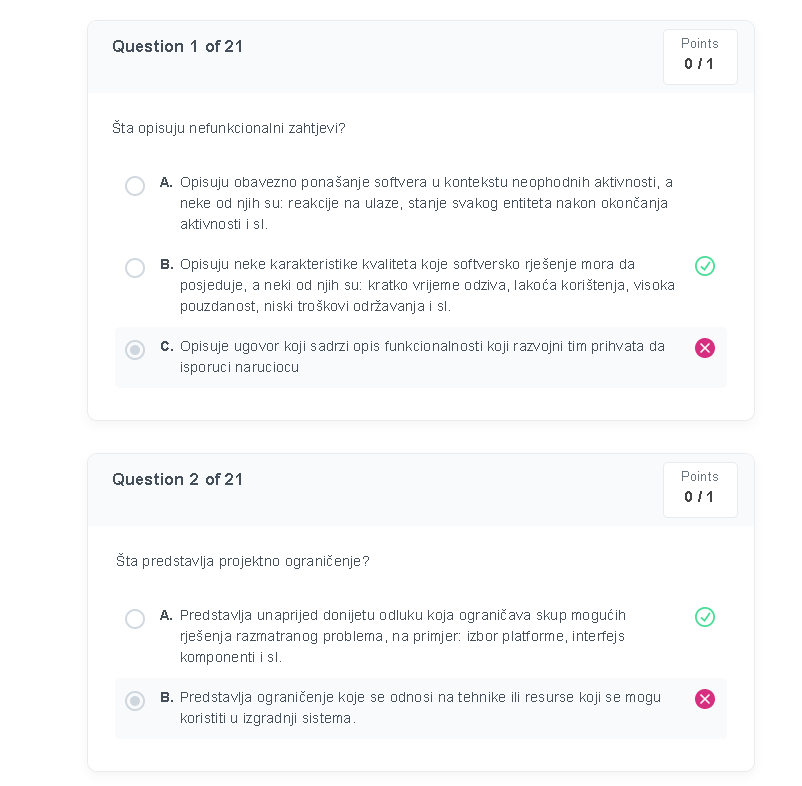 Question 1 of 21
Points
0 / 1
Šta opisuju nefunkcionalni zahtjevi?
A. Opisuju obavezno ponašanje softvera u kontekstu neophodnih aktivnosti, a
neke od njih su: reakcije na ulaze, stanje svakog entiteta nakon okončanja
aktivnosti i sl.
B. Opisuju neke karakteristike kvaliteta koje softversko rješenje mora da
posjeduje, a neki od njih su: kratko vrijeme odziva, lakoća korištenja, visoka
pouzdanost, niski troškovi održavanja i sl.
C. Opisuje ugovor koji sadrzi opis funkcionalnosti koji razvojni tim prihvata da
isporuci naruciocu
Question 2 of 21
Points
0 / 1
Šta predstavlja projektno ograničenje?
A. Predstavlja unaprijed donijetu odluku koja ograničava skup mogućih
rješenja razmatranog problema, na primjer: izbor platforme, interfejs
komponenti i sl.
B. Predstavlja ograničenje koje se odnosi na tehnike ili resurse koji se mogu
koristiti u izgradnji sistema.